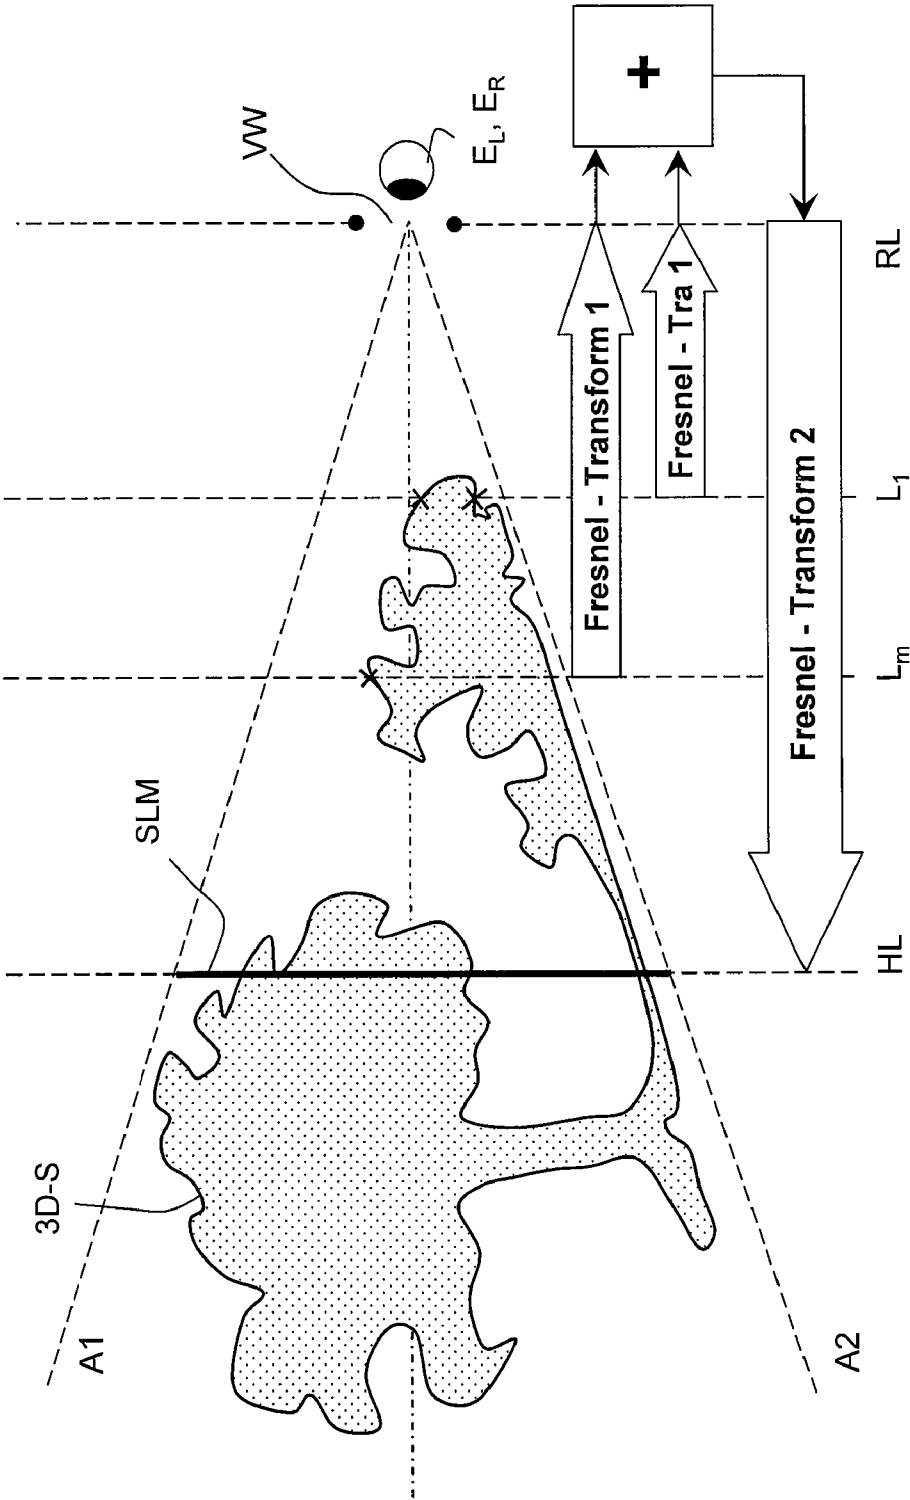 VW
E_L, E_R
+
SLM
3D-S
A1
A2
Fresnel - Transform 1
Fresnel - Tra 1
Fresnel - Transform 2
HL
L_m
L_1
RL